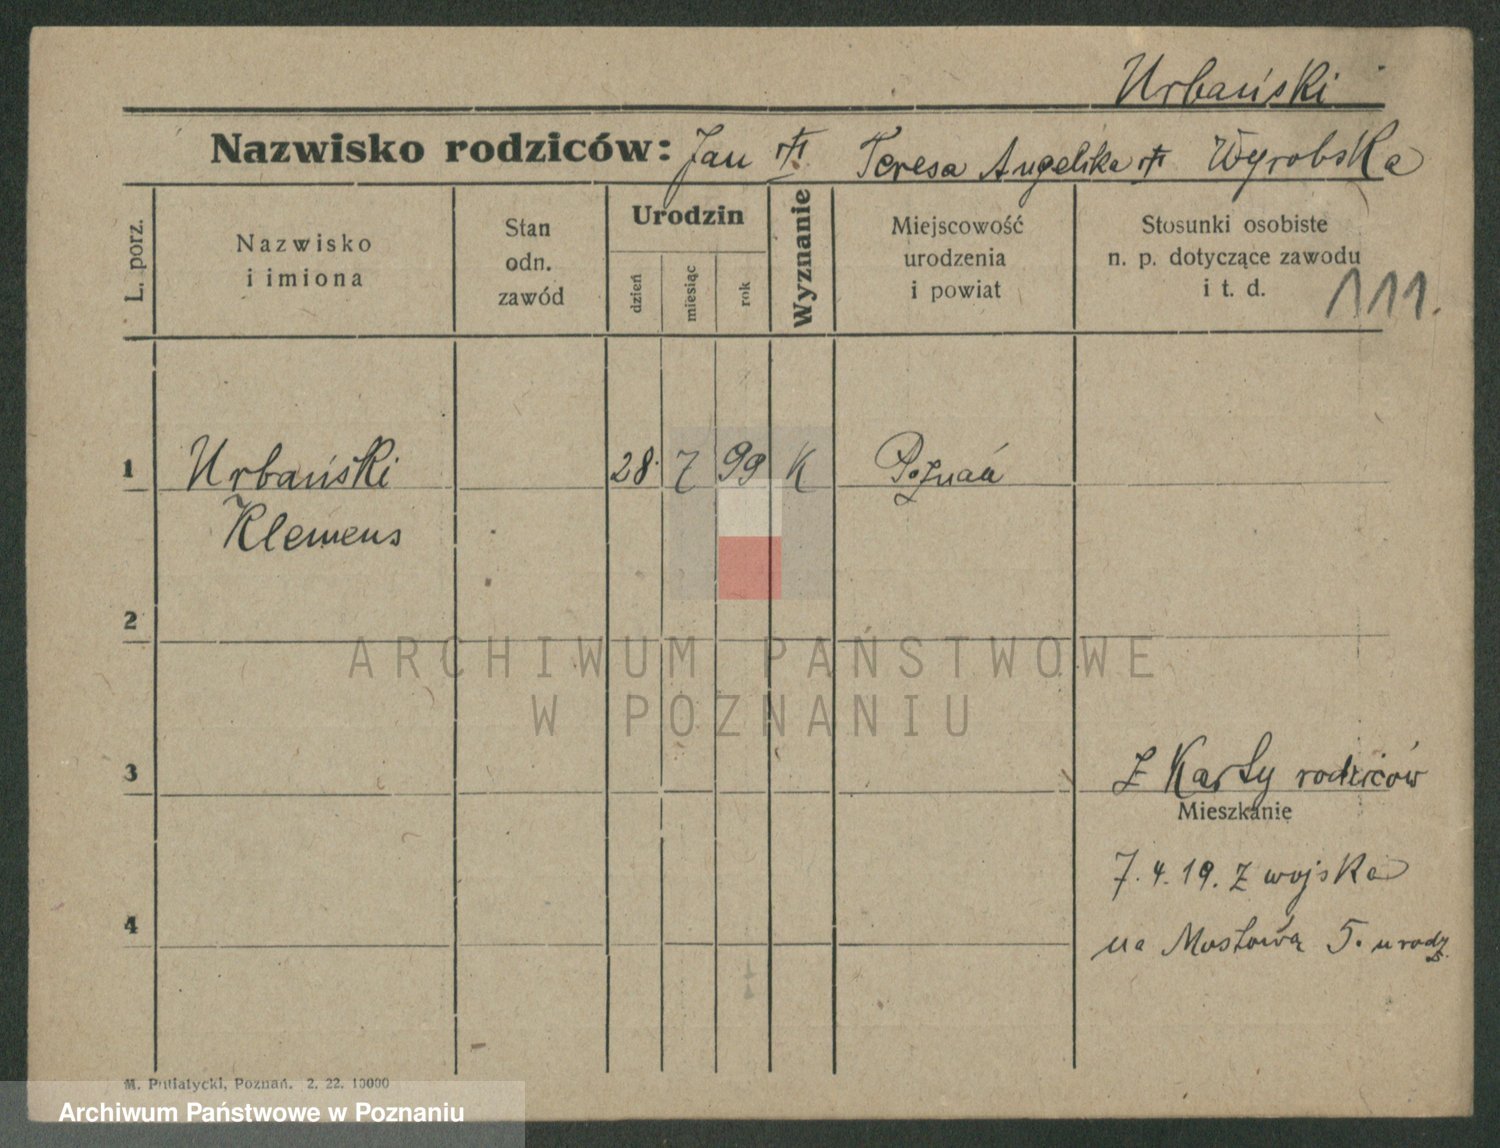 Urbański
Nazwisko rodziców: Jan Teresa Angelika Wyrobska
L. porz.
Nazwisko
i imiona
Stan
odn.
zawód
Urodzin
dzień
miesiąc
rok
Wyznanie
Miejscowość
urodzenia
i powiat
Stosunki osobiste
n. p. dotyczące zawodu
i t. d.
111.
1 Urbański 28. 7 99 K Poznań
Klemens
2
ARCHIWUM PAŃSTWOWE
W POZNANIU
3
Z Karty rodziców
Mieszkanie
7. 4. 19. z wojska
4
na Mostową 5. urodz.
M. Putiatycki, Poznań. 2. 22. 10000
Archiwum Państwowe w Poznaniu